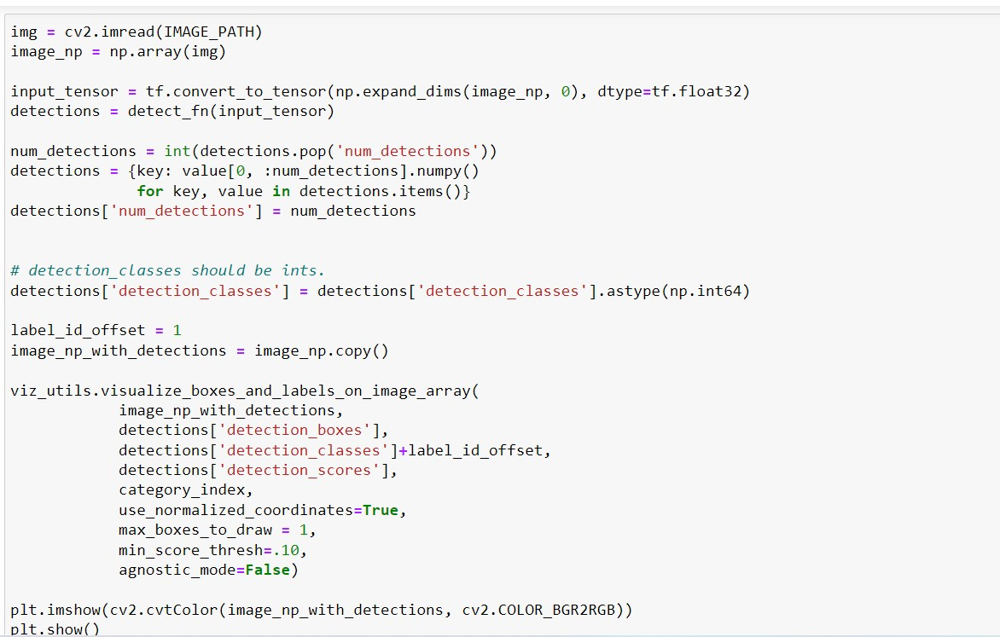 img = cv2.imread(IMAGE_PATH)
image_np = np.array(img)
input_tensor = tf.convert_to_tensor(np.expand_dims(image_np, 0), dtype=tf.float32)
detections = detect_fn(input_tensor)
num_detections = int(detections.pop('num_detections'))
detections = {key: value[0, :num_detections].numpy()
              for key, value in detections.items()}
detections['num_detections'] = num_detections
# detection_classes should be ints.
detections['detection_classes'] = detections['detection_classes'].astype(np.int64)
label_id_offset = 1
image_np_with_detections = image_np.copy()
viz_utils.visualize_boxes_and_labels_on_image_array(
            image_np_with_detections,
            detections['detection_boxes'],
            detections['detection_classes']+label_id_offset,
            detections['detection_scores'],
            category_index,
            use_normalized_coordinates=True,
            max_boxes_to_draw = 1,
            min_score_thresh=.10,
            agnostic_mode=False)
plt.imshow(cv2.cvtColor(image_np_with_detections, cv2.COLOR_BGR2RGB))
plt.show()